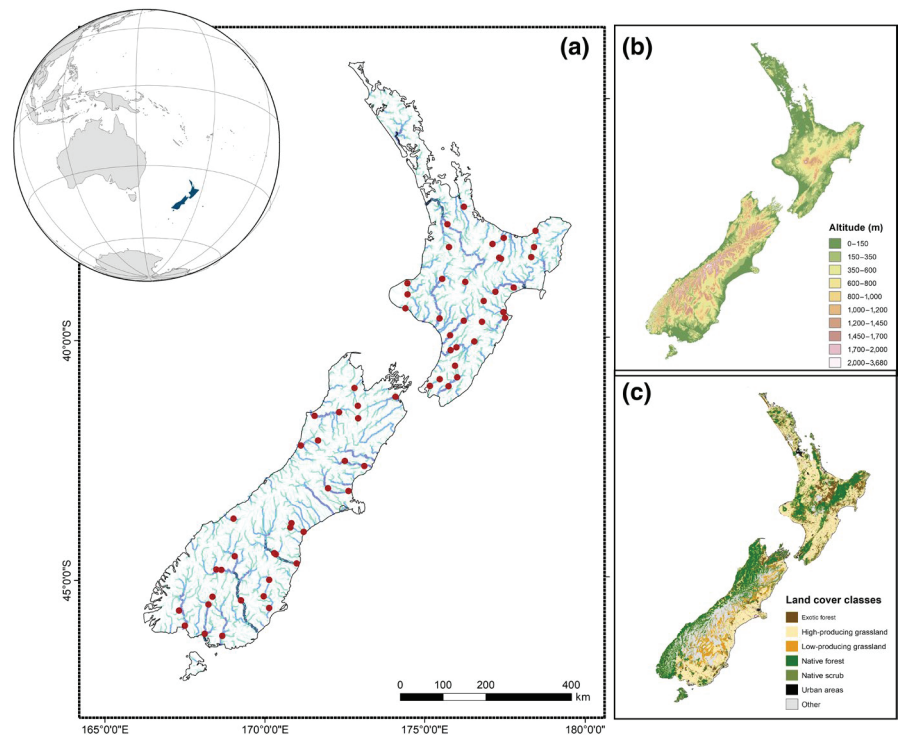 (a)
40°0'0"S
45°0'0"S
0 100 200 400
km
165°0'0"E 170°0'0"E 175°0'0"E 180°0'0"
(b)
Altitude (m)
0–150
150–350
350–600
600–800
800–1,000
1,000–1,200
1,200–1,450
1,450–1,700
1,700–2,000
2,000–3,680
(c)
Land cover classes
Exotic forest
High-producing grassland
Low-producing grassland
Native forest
Native scrub
Urban areas
Other